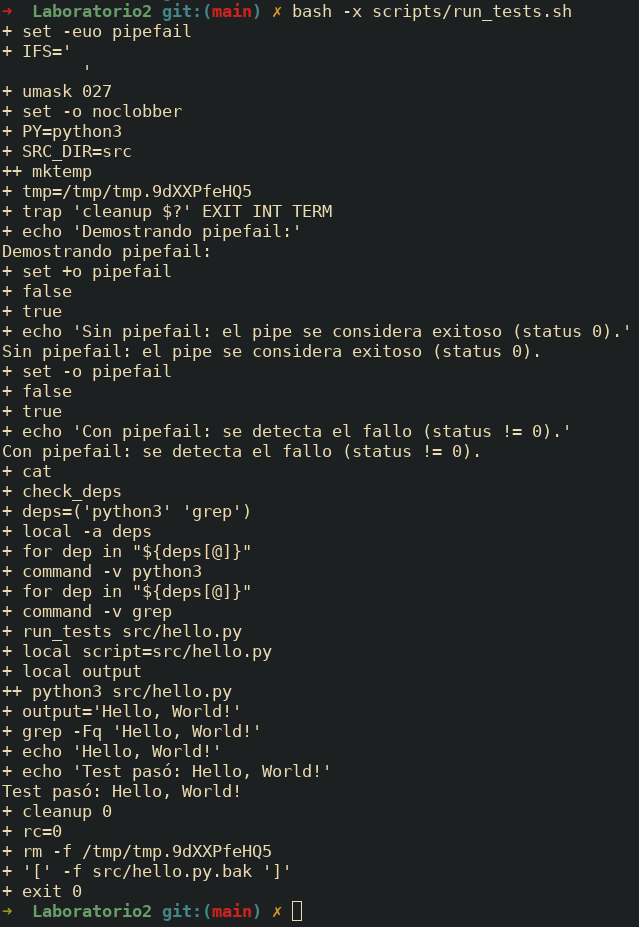 ➜  Laboratorio2 git:(main) ✗ bash -x scripts/run_tests.sh
+ set -euo pipefail
+ IFS='
        '
+ umask 027
+ set -o noclobber
+ PY=python3
+ SRC_DIR=src
++ mktemp
+ tmp=/tmp/tmp.9dXXPfeHQ5
+ trap 'cleanup $?' EXIT INT TERM
+ echo 'Demostrando pipefail:'
Demostrando pipefail:
+ set +o pipefail
+ false
+ true
+ echo 'Sin pipefail: el pipe se considera exitoso (status 0).'
Sin pipefail: el pipe se considera exitoso (status 0).
+ set -o pipefail
+ false
+ true
+ echo 'Con pipefail: se detecta el fallo (status != 0).'
Con pipefail: se detecta el fallo (status != 0).
+ cat
+ check_deps
+ deps=('python3' 'grep')
+ local -a deps
+ for dep in "${deps[@]}"
+ command -v python3
+ for dep in "${deps[@]}"
+ command -v grep
+ run_tests src/hello.py
+ local script=src/hello.py
+ local output
++ python3 src/hello.py
+ output='Hello, World!'
+ grep -Fq 'Hello, World!'
+ echo 'Hello, World!'
+ echo 'Test pasó: Hello, World!'
Test pasó: Hello, World!
+ cleanup 0
+ rc=0
+ rm -f /tmp/tmp.9dXXPfeHQ5
+ '[' -f src/hello.py.bak ']'
+ exit 0
➜  Laboratorio2 git:(main) ✗